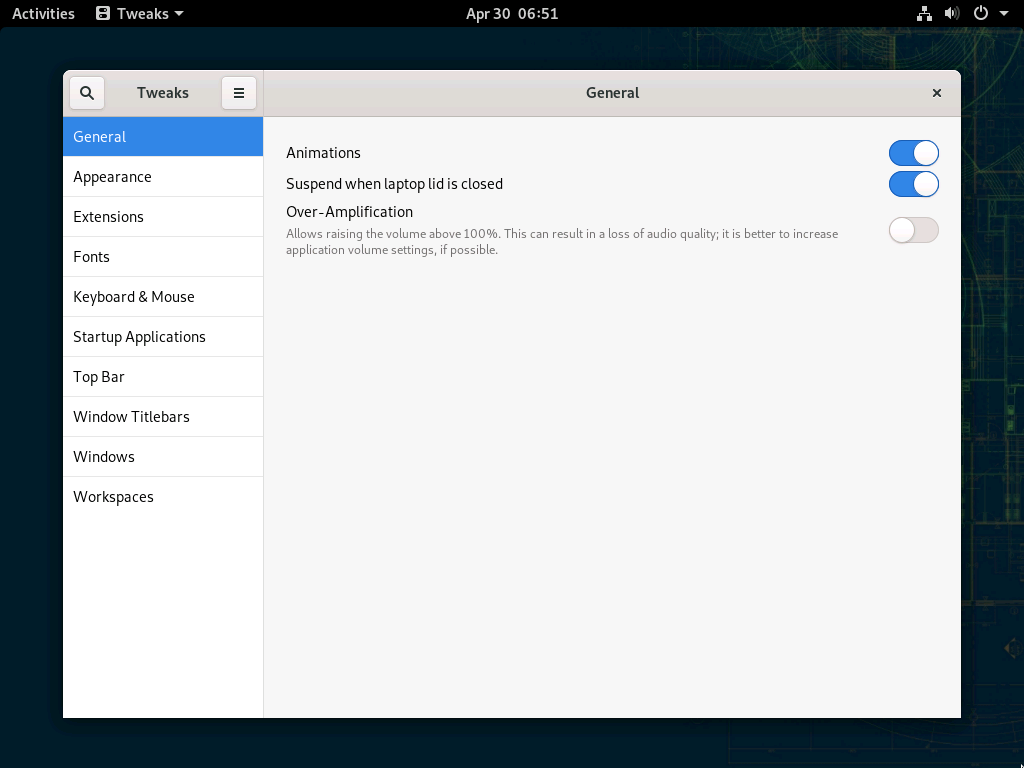 Activities Tweaks Apr 30 06:51
Tweaks General
General
Appearance
Extensions
Fonts
Keyboard & Mouse
Startup Applications
Top Bar
Window Titlebars
Windows
Workspaces
Animations
Suspend when laptop lid is closed
Over-Amplification
Allows raising the volume above 100%. This can result in a loss of audio quality; it is better to increase
application volume settings, if possible.